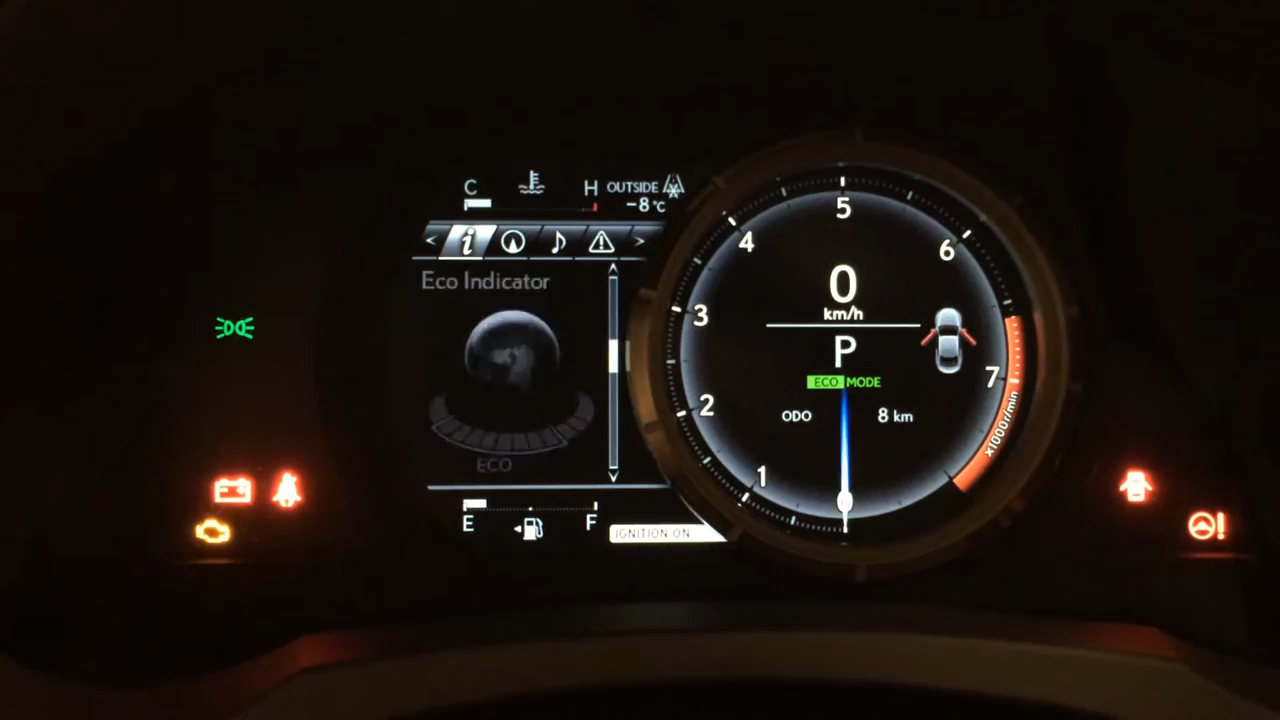 C H OUTSIDE
-8°C
< i >
Eco Indicator
ECO
E F
IGNITION ON
5
4 6
3
7
2
1
0
0
km/h
P
ECO MODE
ODO 8 km
x1000r/min
!